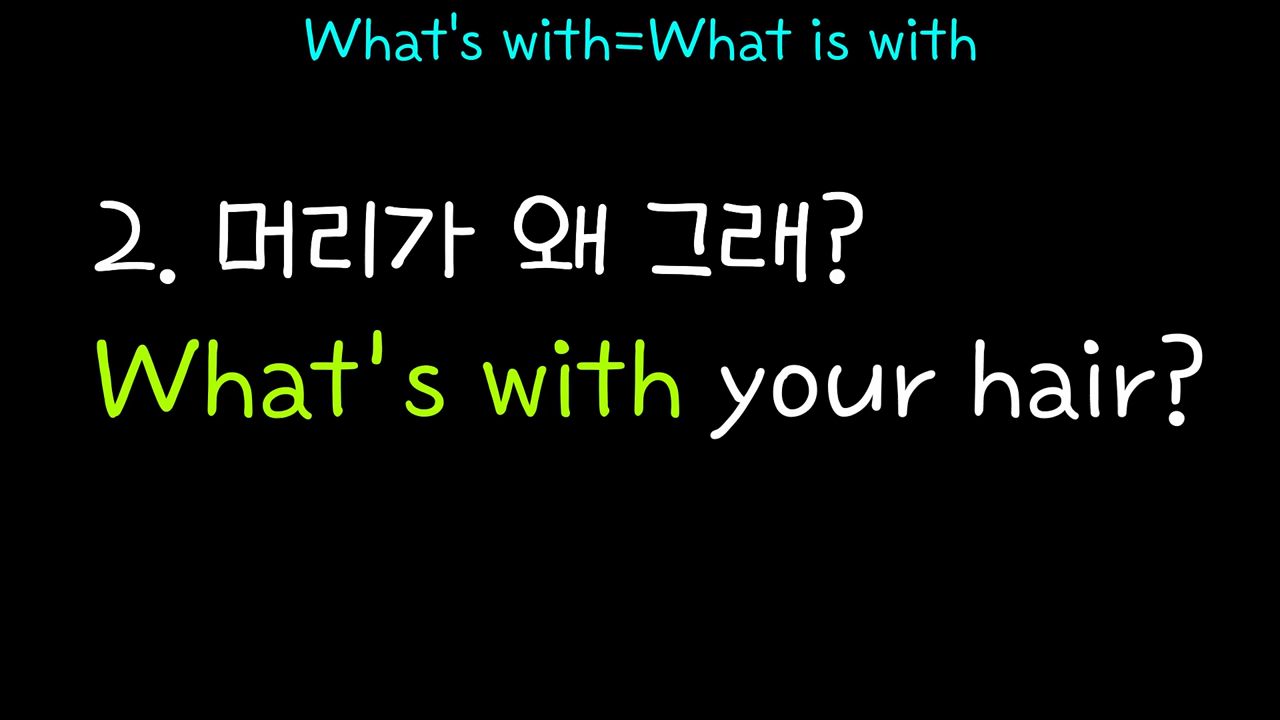 What's with=What is with
2. 머리가 왜 그래?
What's with your hair?